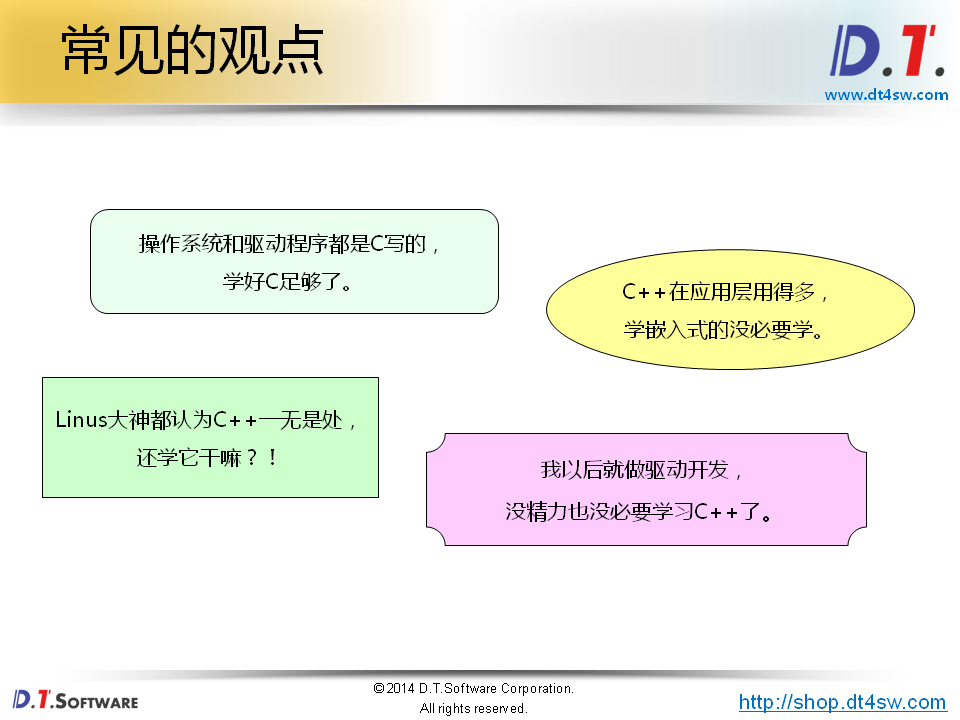 常见的观点
D.T.
www.dt4sw.com
操作系统和驱动程序都是C写的，
学好C足够了。
C++在应用层用得多，
学嵌入式的没必要学。
Linus大神都认为C++一无是处，
还学它干嘛？！
我以后就做驱动开发，
没精力也没必要学习C++了。
D.T.SOFTWARE
©2014 D.T.Software Corporation.
All rights reserved.
http://shop.dt4sw.com